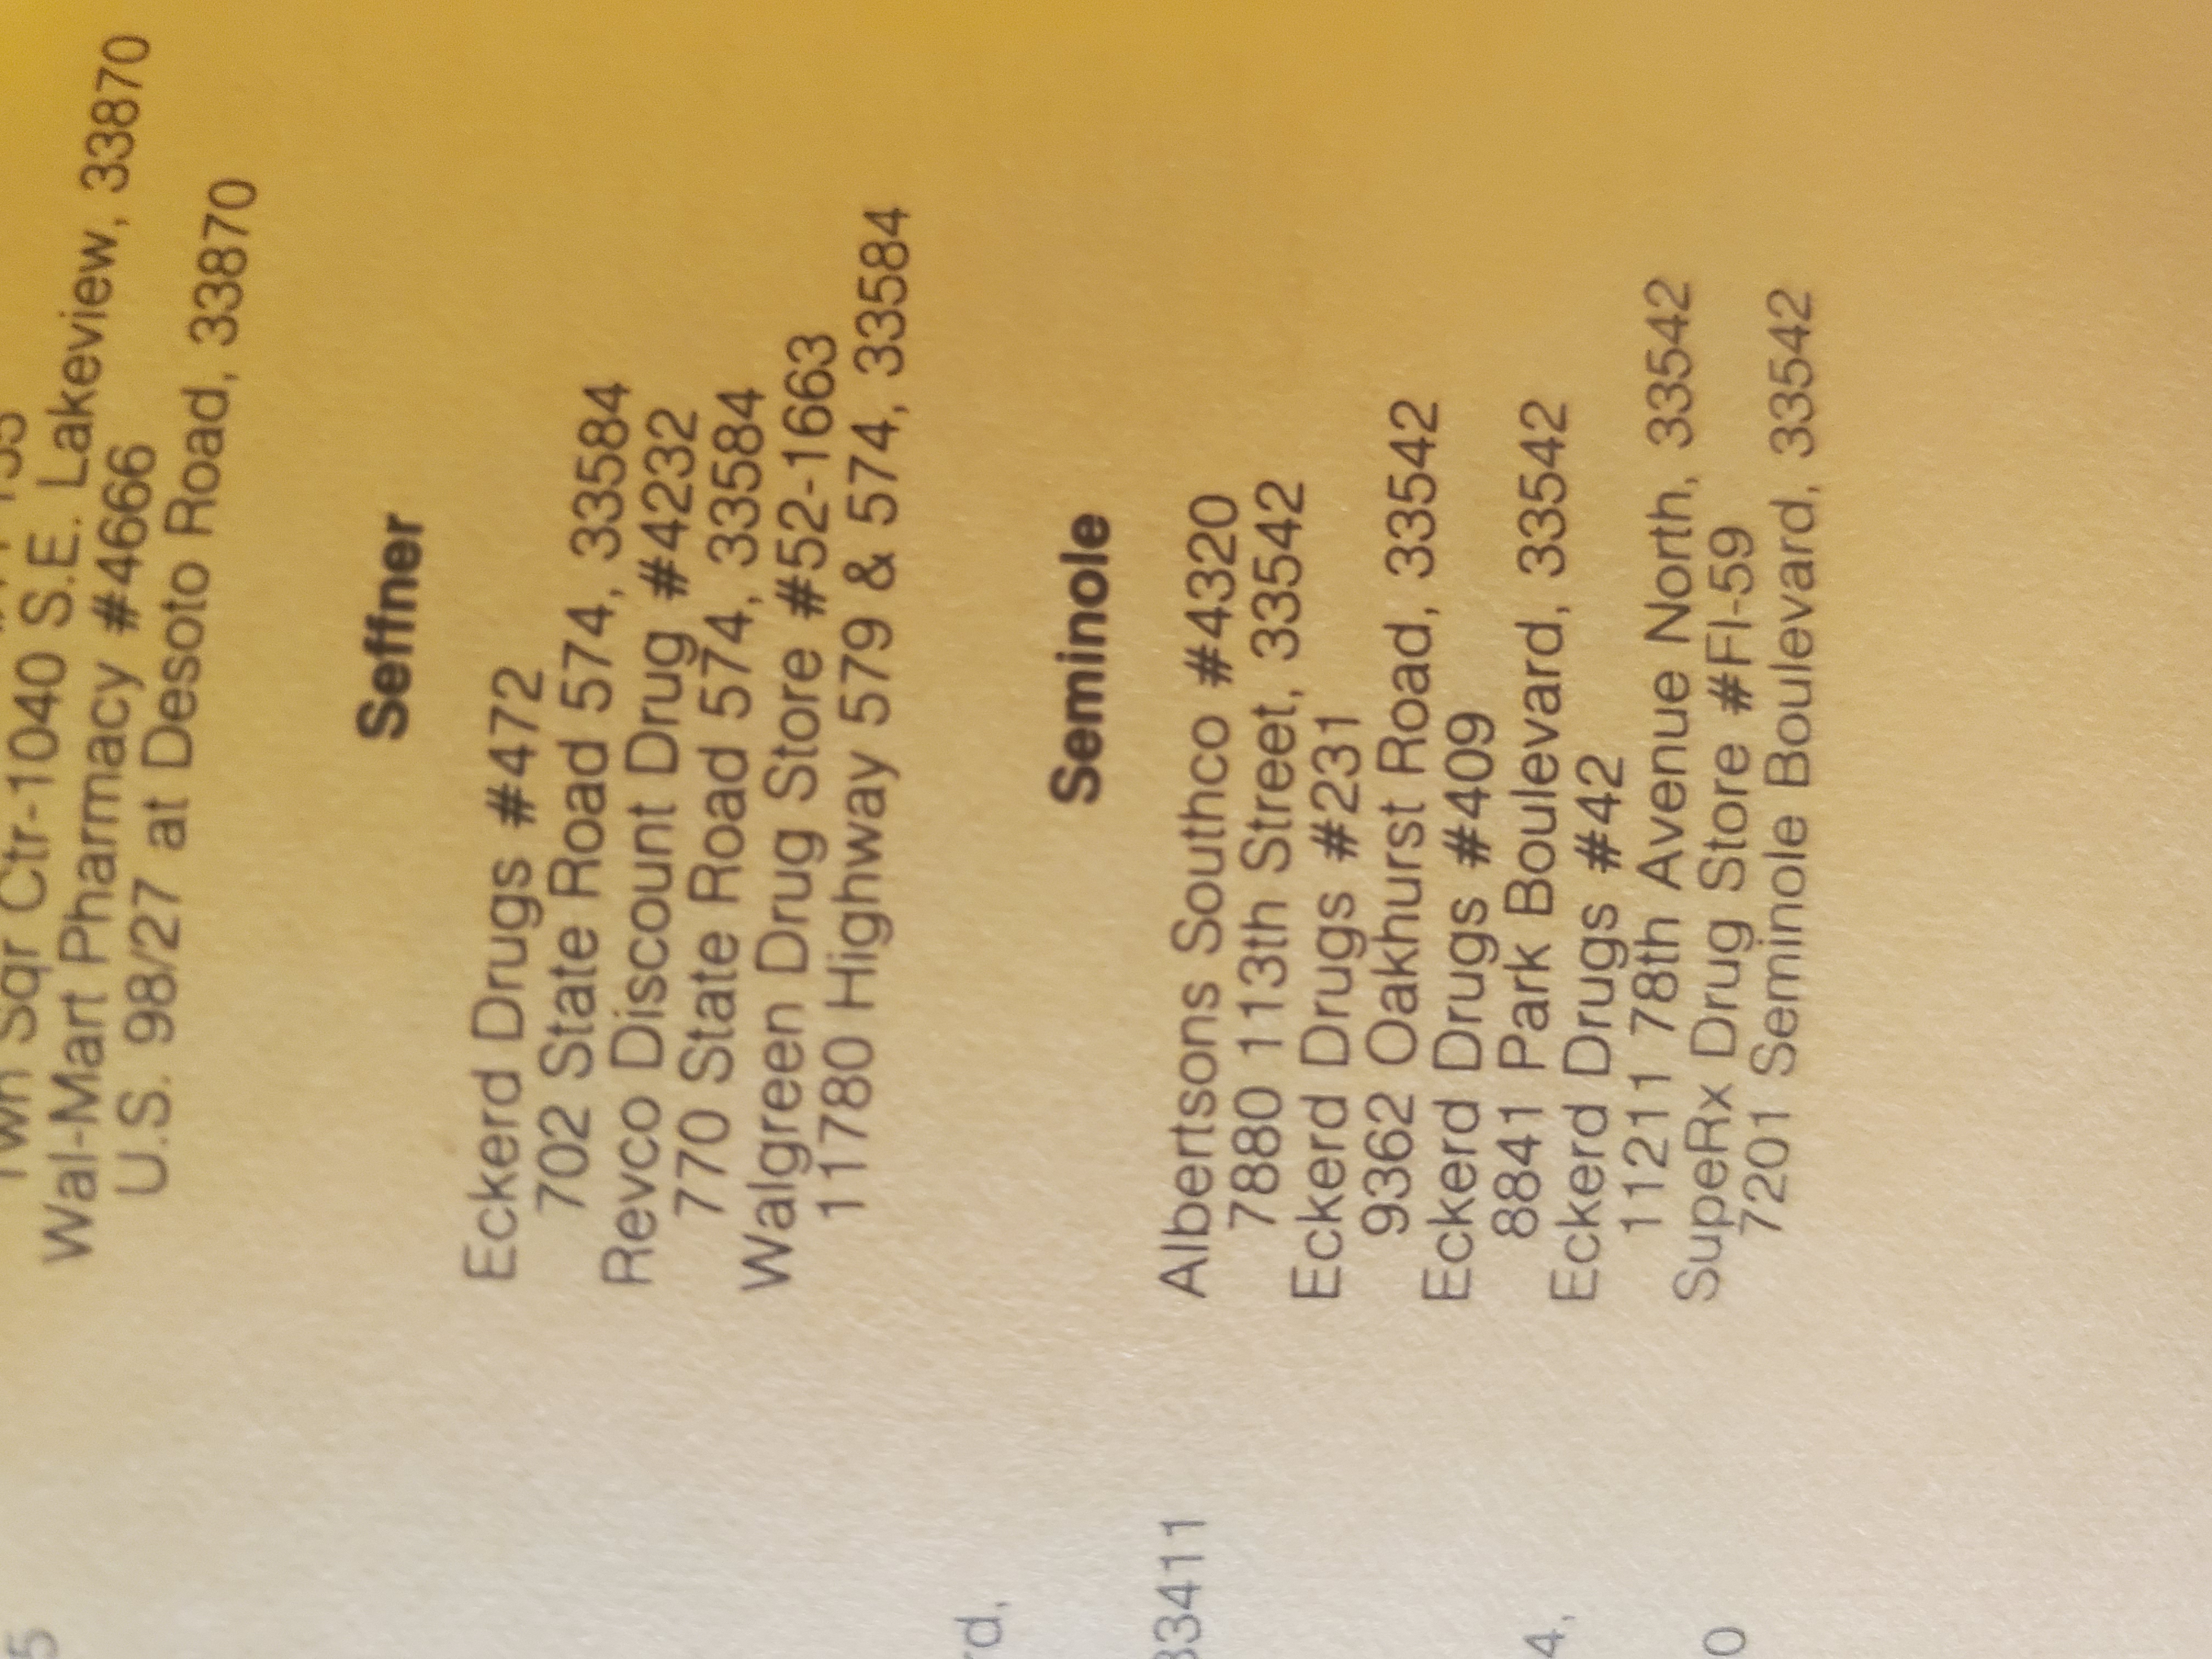 Sqr Ctr-1040 S.E. Lakeview, 33870
Wal-Mart Pharmacy #4666
U.S. 98/27 at Desoto Road, 33870
Seffner
Eckerd Drugs #472
702 State Road 574, 33584
Revco Discount Drug #4232
770 State Road 574, 33584
Walgreen Drug Store #52-1663
11780 Highway 579 & 574, 33584
Seminole
Albertsons Southco #4320
7880 113th Street, 33542
Eckerd Drugs #231
9362 Oakhurst Road, 33542
Eckerd Drugs #409
8841 Park Boulevard, 33542
Eckerd Drugs #42
11211 78th Avenue North, 33542
SupeRx Drug Store #Fl-59
7201 Seminole Boulevard, 33542